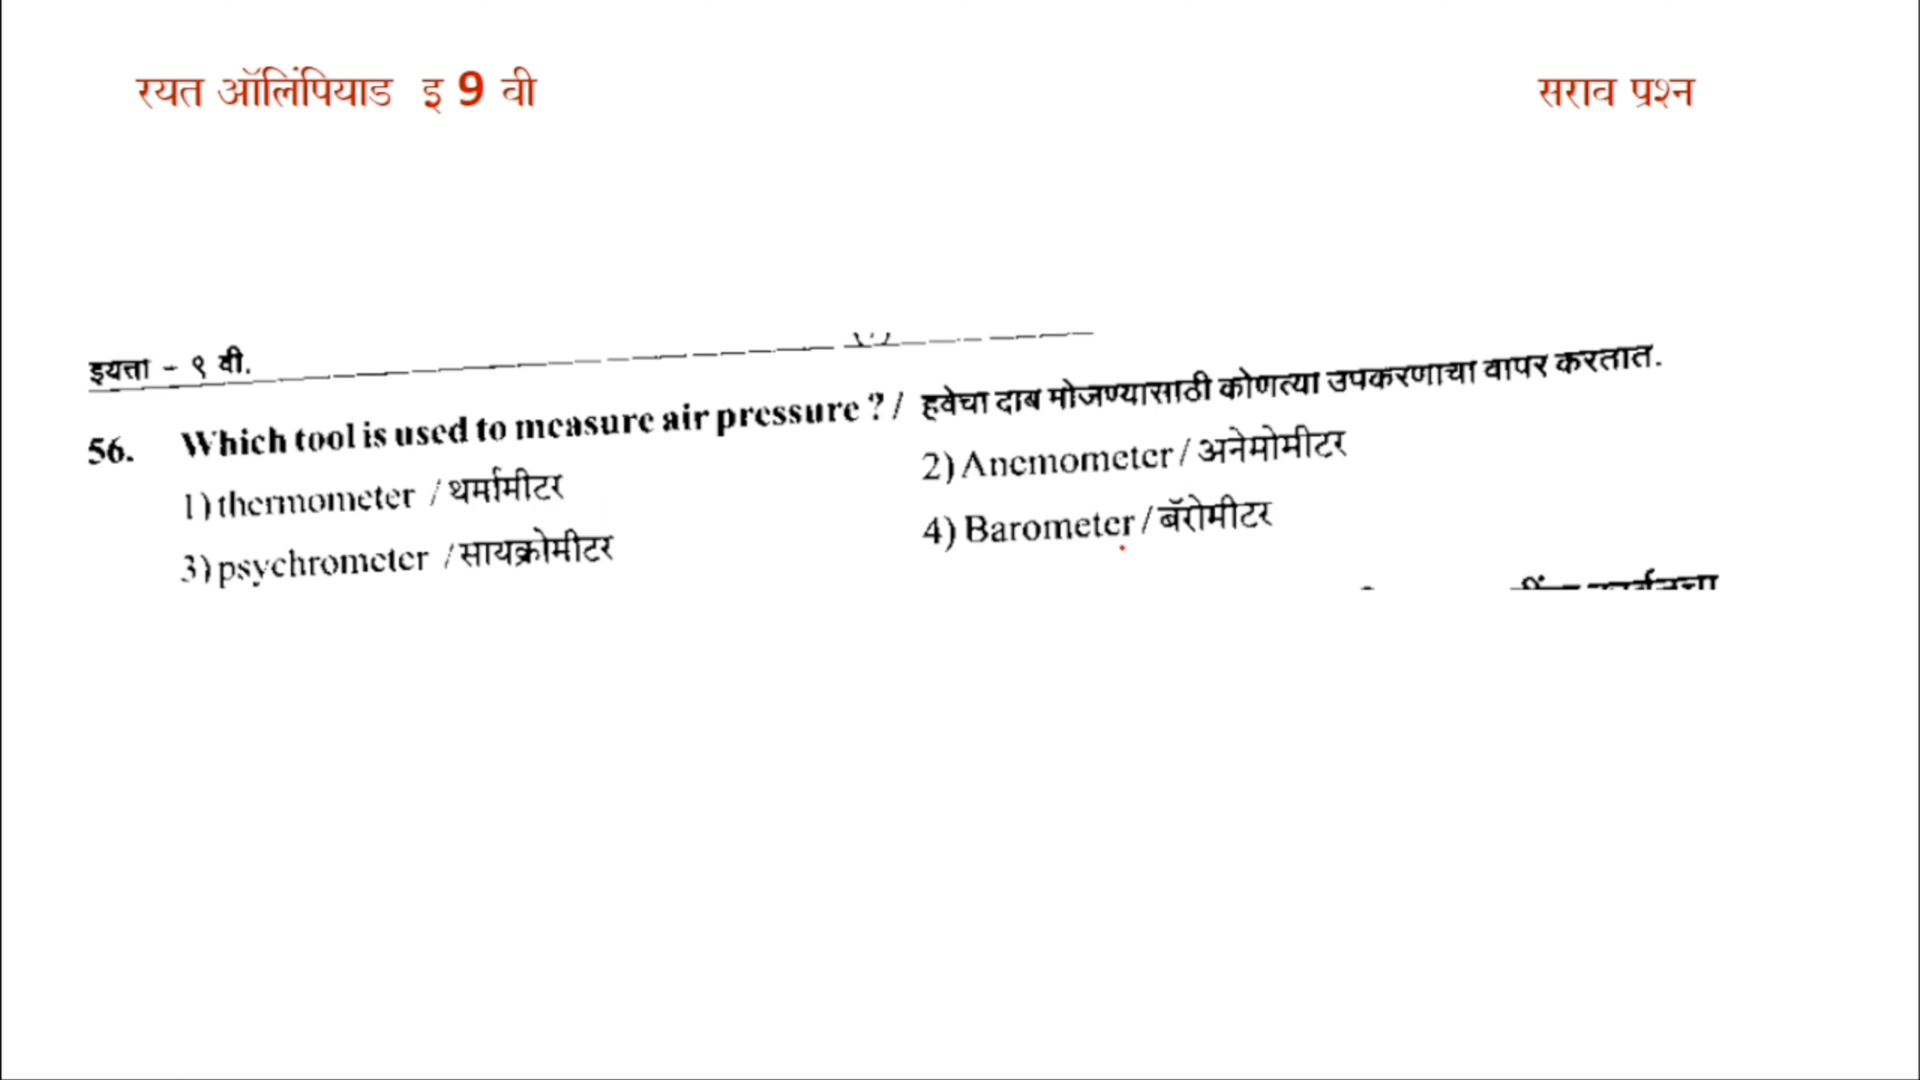 रयत ऑलिंपियाड इ 9 वी
सराव प्रश्न
इयत्ता - ९ वी.
56. Which tool is used to measure air pressure ? / हवेचा दाब मोजण्यासाठी कोणत्या उपकरणाचा वापर करतात.
1) thermometer / थर्मामीटर 2) Anemometer / अनेमोमीटर
3) psychrometer / सायक्रोमीटर 4) Barometer / बॅरोमीटर